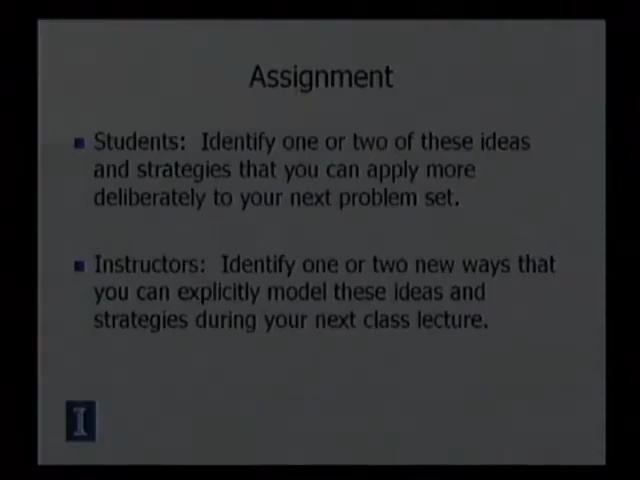 Assignment
Students: Identify one or two of these ideas
and strategies that you can apply more
deliberately to your next problem set.
Instructors: Identify one or two new ways that
you can explicitly model these ideas and
strategies during your next class lecture.
I